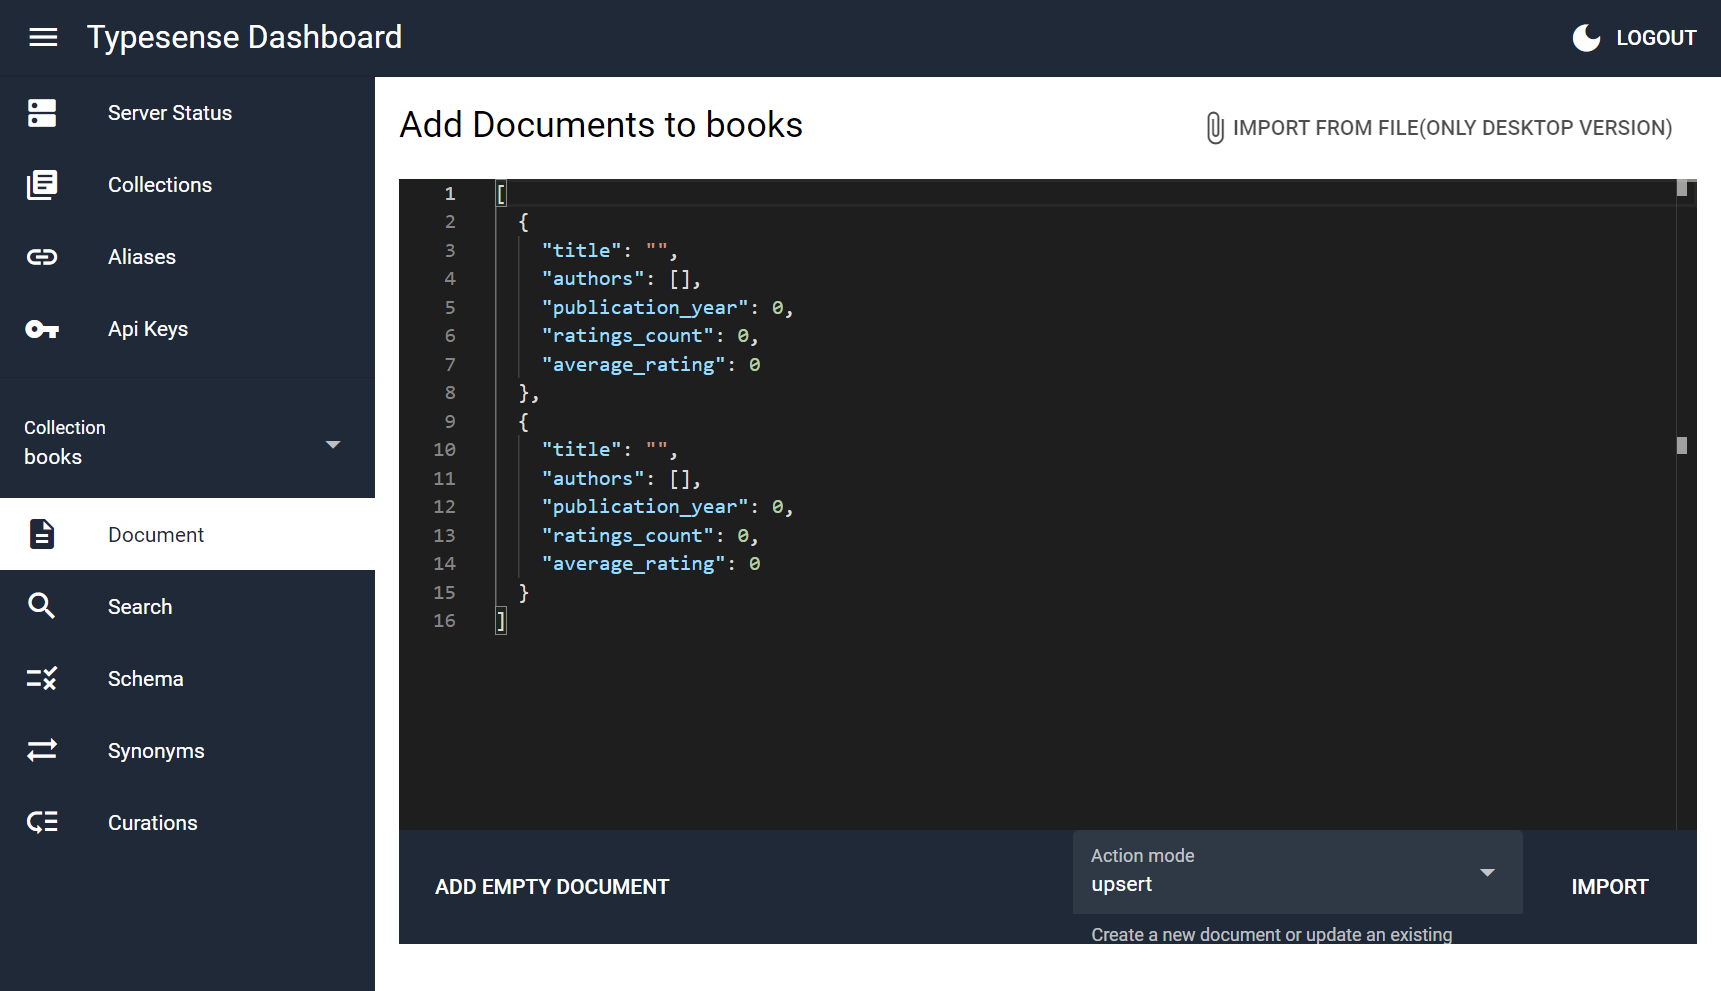 Typesense Dashboard
LOGOUT
Server Status
Collections
Aliases
Api Keys
Collection
books
Document
Search
Schema
Synonyms
Curations
Add Documents to books
IMPORT FROM FILE(ONLY DESKTOP VERSION)
1 [
2 {
3 "title": "",
4 "authors": [],
5 "publication_year": 0,
6 "ratings_count": 0,
7 "average_rating": 0
8 },
9 {
10 "title": "",
11 "authors": [],
12 "publication_year": 0,
13 "ratings_count": 0,
14 "average_rating": 0
15 }
16 ]
ADD EMPTY DOCUMENT
Action mode
upsert
Create a new document or update an existing
IMPORT